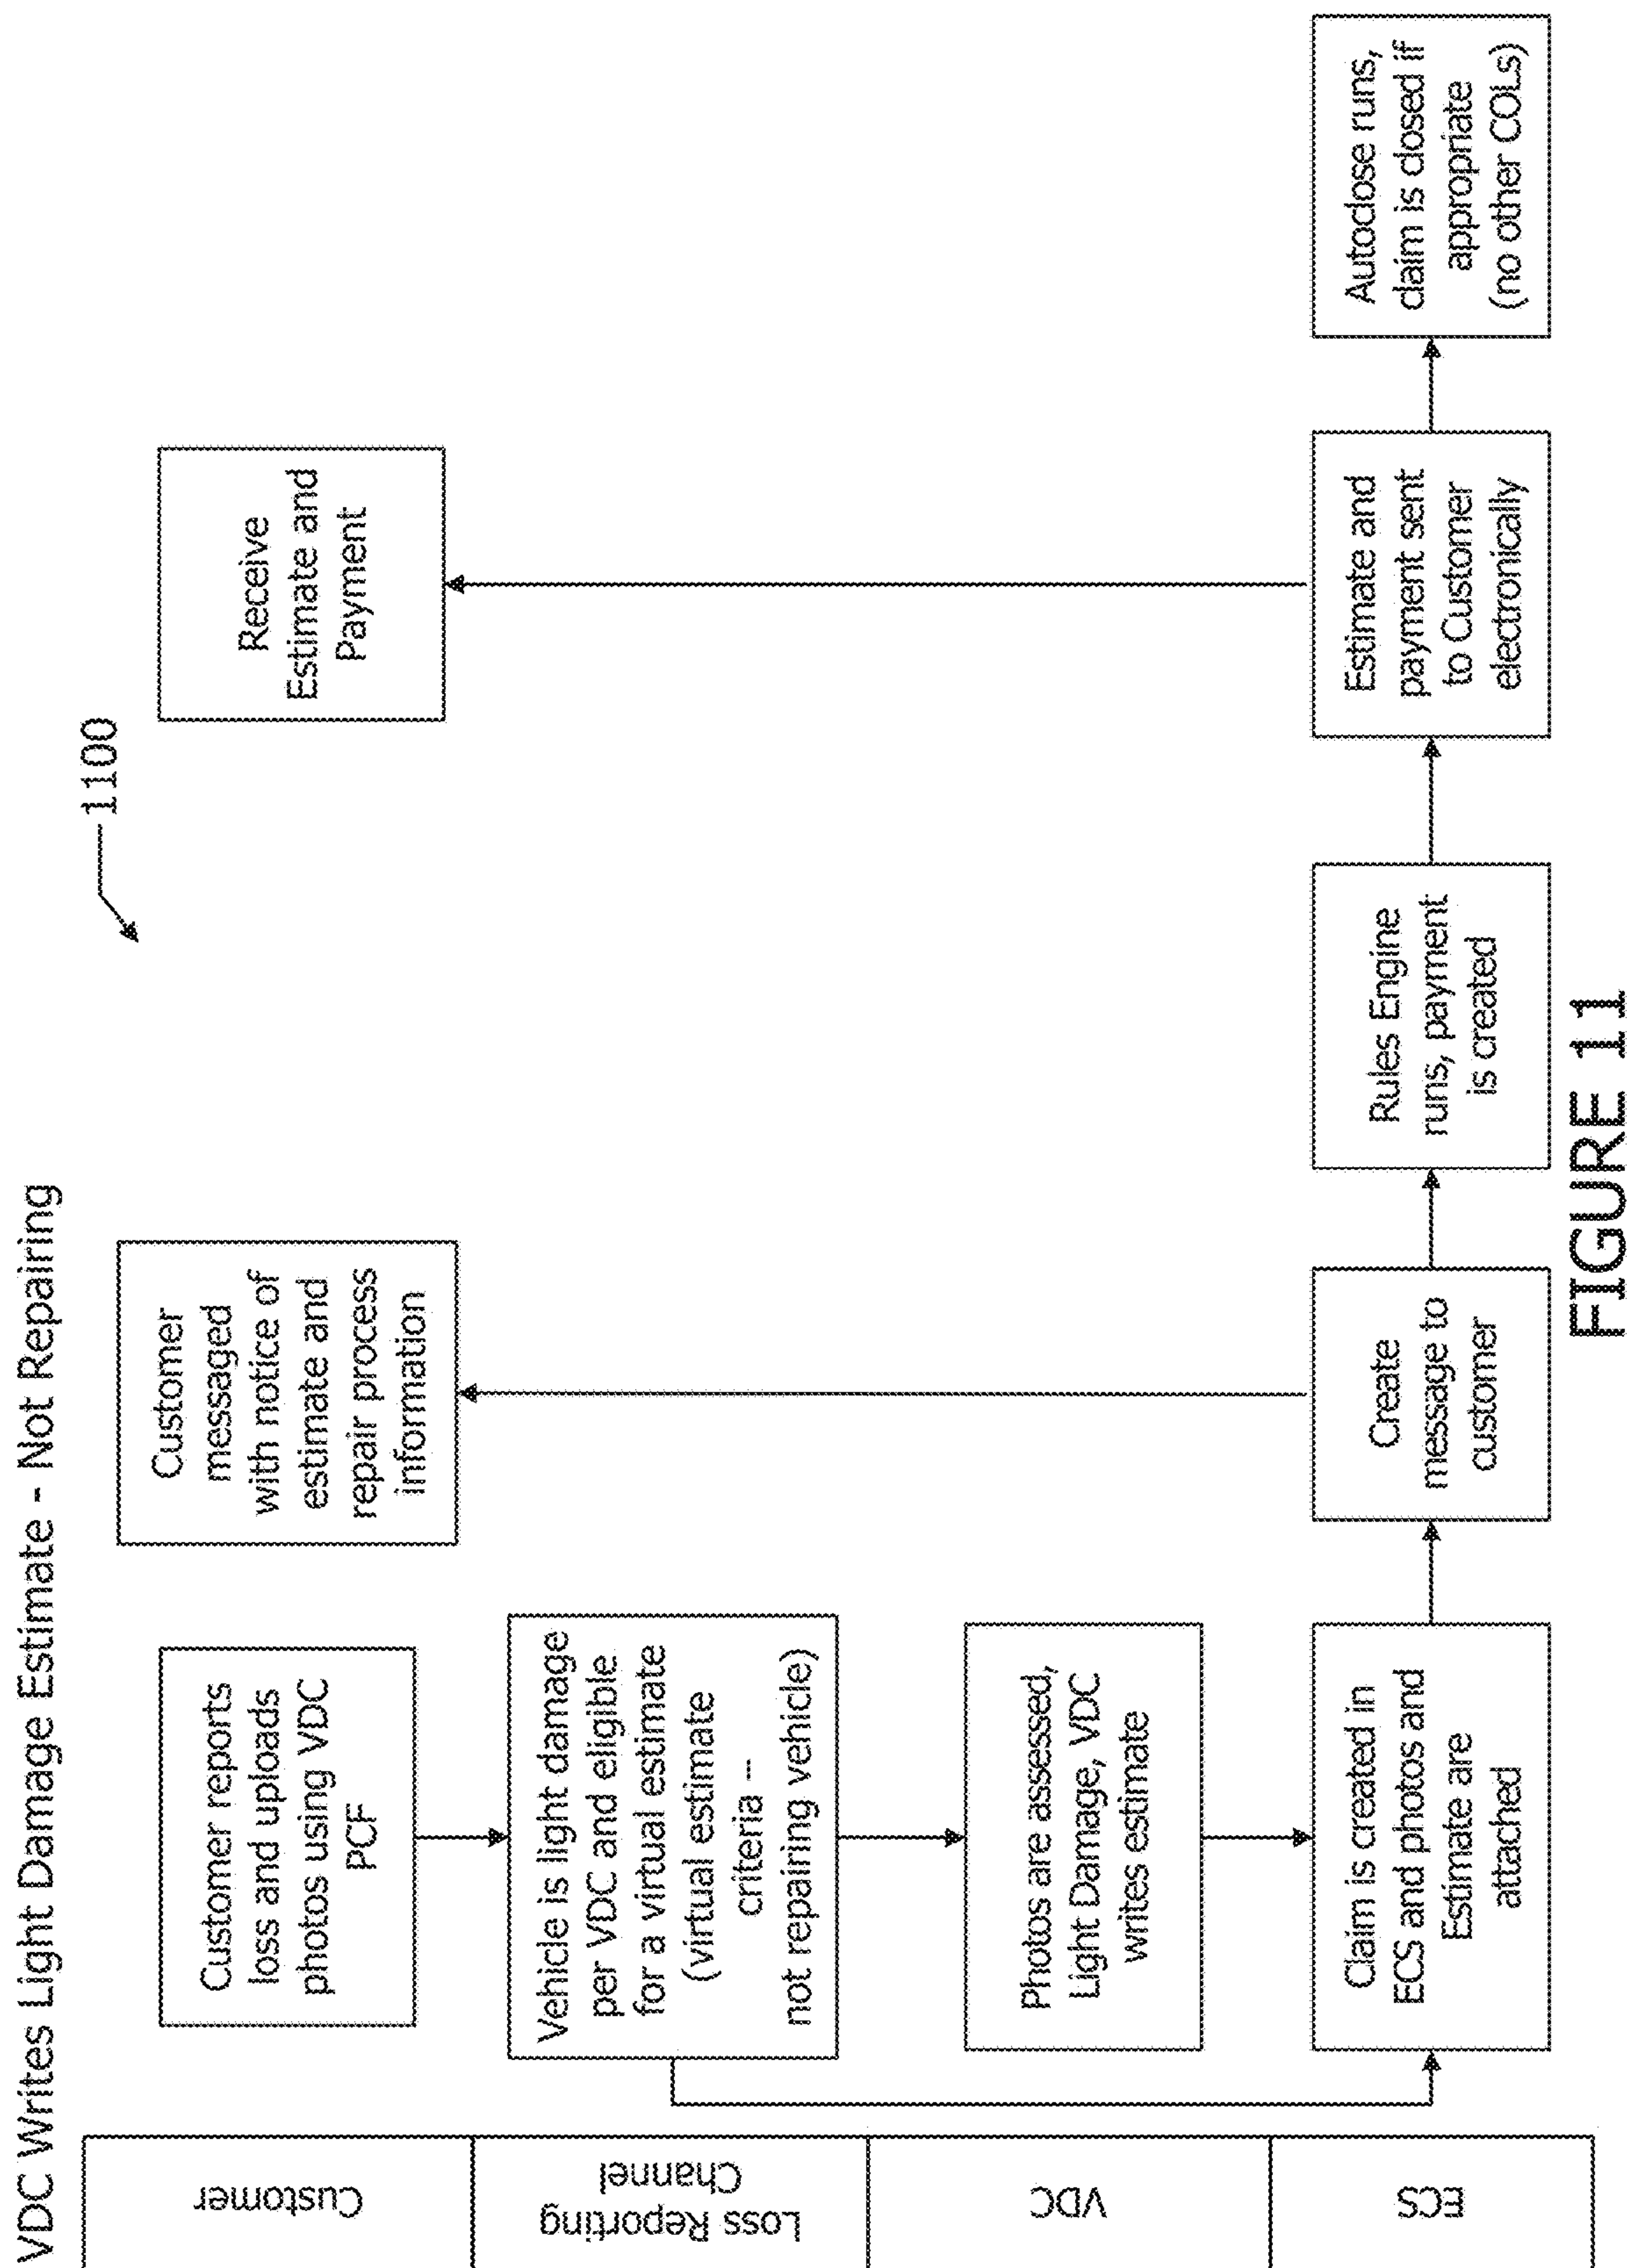 VDC Writes Light Damage Estimate - Not Repairing
1100
Customer
Customer reports
loss and uploads
photos using VDC
PCF
Customer
messaged
with notice of
estimate and
repair process
information
Receive
Estimate and
Payment
Loss Reporting
Channel
Vehicle is light damage
per VDC and eligible
for a virtual estimate
(virtual estimate
criteria --
not repairing vehicle)
VDC
Photos are assessed,
Light Damage, VDC
writes estimate
ECS
Claim is created in
ECS and photos and
Estimate are
attached
Create
message to
customer
Rules Engine
runs, payment
is created
Estimate and
payment sent
to Customer
electronically
Autoclose runs,
claim is closed if
appropriate
(no other COLs)
FIGURE 11